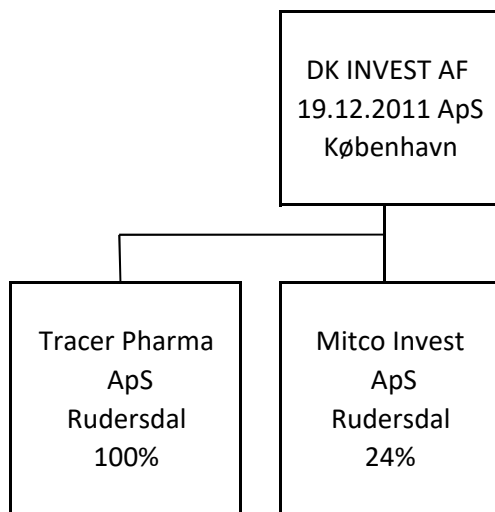 DK INVEST AF
19.12.2011 ApS
København
Tracer Pharma
ApS
Rudersdal
100%
Mitco Invest
ApS
Rudersdal
24%